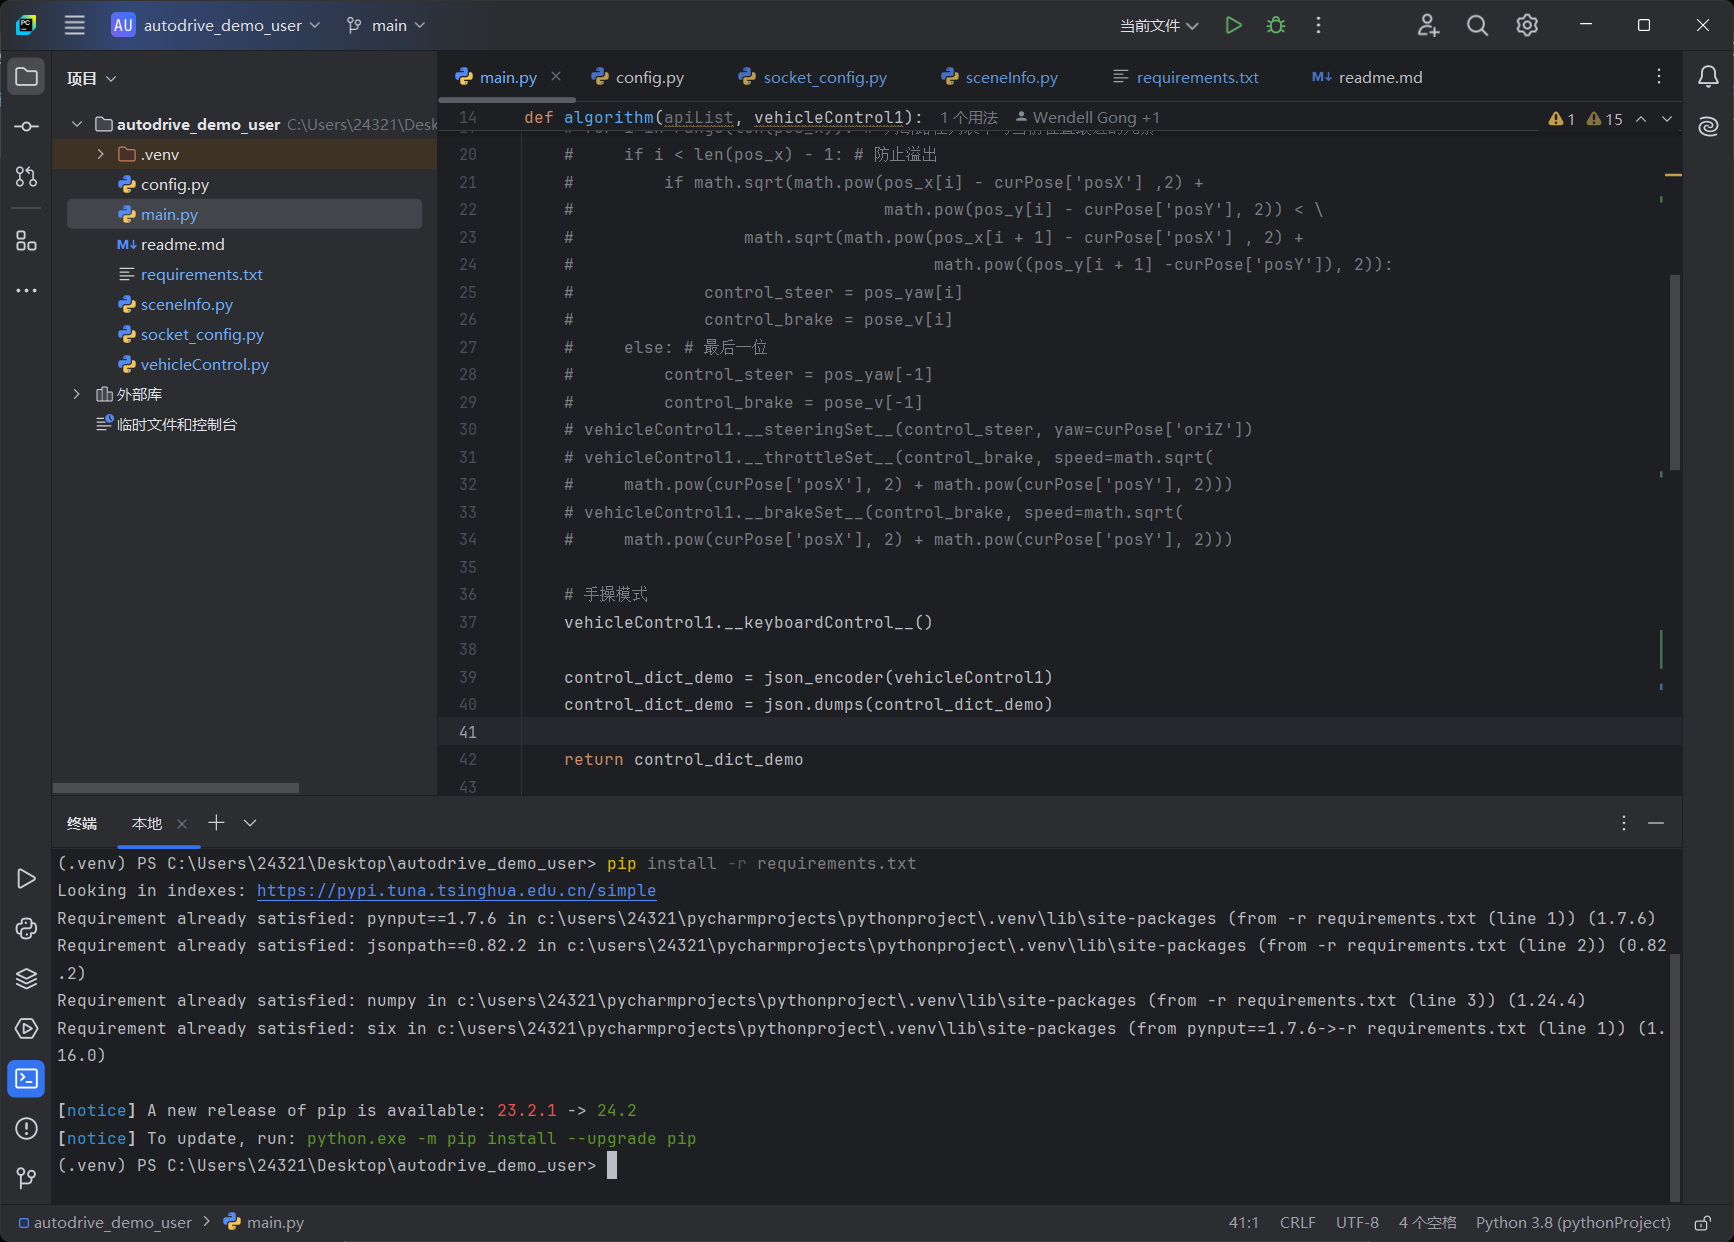 AU autodrive_demo_user main 当前文件
项目
main.py config.py socket_config.py sceneInfo.py requirements.txt M↓ readme.md
autodrive_demo_user C:\Users\24321\Desk
.venv
config.py
main.py
M↓ readme.md
requirements.txt
sceneInfo.py
socket_config.py
vehicleControl.py
外部库
临时文件和控制台
14 def algorithm(apiList, vehicleControl1): 1 个用法 Wendell Gong +1 1 15
20 # if i < len(pos_x) - 1: # 防止溢出
21 # if math.sqrt(math.pow(pos_x[i] - curPose['posX'] ,2) +
22 # math.pow(pos_y[i] - curPose['posY'], 2)) < \
23 # math.sqrt(math.pow(pos_x[i + 1] - curPose['posX'] , 2) +
24 # math.pow((pos_y[i + 1] -curPose['posY']), 2)):
25 # control_steer = pos_yaw[i]
26 # control_brake = pose_v[i]
27 # else: # 最后一位
28 # control_steer = pos_yaw[-1]
29 # control_brake = pose_v[-1]
30 # vehicleControl1.__steeringSet__(control_steer, yaw=curPose['oriZ'])
31 # vehicleControl1.__throttleSet__(control_brake, speed=math.sqrt(
32 # math.pow(curPose['posX'], 2) + math.pow(curPose['posY'], 2)))
33 # vehicleControl1.__brakeSet__(control_brake, speed=math.sqrt(
34 # math.pow(curPose['posX'], 2) + math.pow(curPose['posY'], 2)))
35
36 # 手操模式
37 vehicleControl1.__keyboardControl__()
38
39 control_dict_demo = json_encoder(vehicleControl1)
40 control_dict_demo = json.dumps(control_dict_demo)
41
42 return control_dict_demo
43
终端 本地
(.venv) PS C:\Users\24321\Desktop\autodrive_demo_user> pip install -r requirements.txt
Looking in indexes: https://pypi.tuna.tsinghua.edu.cn/simple
Requirement already satisfied: pynput==1.7.6 in c:\users\24321\pycharmprojects\pythonproject\.venv\lib\site-packages (from -r requirements.txt (line 1)) (1.7.6)
Requirement already satisfied: jsonpath==0.82.2 in c:\users\24321\pycharmprojects\pythonproject\.venv\lib\site-packages (from -r requirements.txt (line 2)) (0.82
.2)
Requirement already satisfied: numpy in c:\users\24321\pycharmprojects\pythonproject\.venv\lib\site-packages (from -r requirements.txt (line 3)) (1.24.4)
Requirement already satisfied: six in c:\users\24321\pycharmprojects\pythonproject\.venv\lib\site-packages (from pynput==1.7.6->-r requirements.txt (line 1)) (1.
16.0)
[notice] A new release of pip is available: 23.2.1 -> 24.2
[notice] To update, run: python.exe -m pip install --upgrade pip
(.venv) PS C:\Users\24321\Desktop\autodrive_demo_user>
autodrive_demo_user > main.py 41:1 CRLF UTF-8 4 个空格 Python 3.8 (pythonProject)